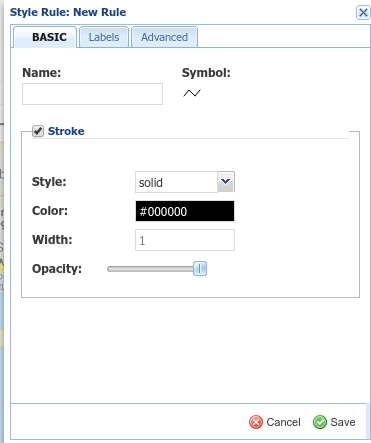 Style Rule: New Rule
BASIC Labels Advanced
Name: Symbol:
Stroke
Style: solid
Color: #000000
Width: 1
Opacity:
Cancel Save